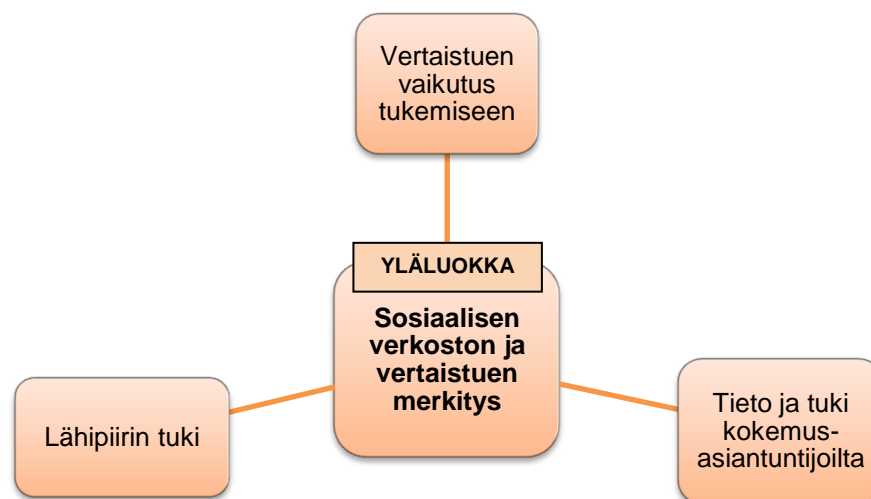 Vertaistuen
vaikutus
tukemiseen
YLÄLUOKKA
Sosiaalisen
verkoston ja
vertaistuen
merkitys
Lähipiirin tuki
Tieto ja tuki
kokemus-
asiantuntijoilta